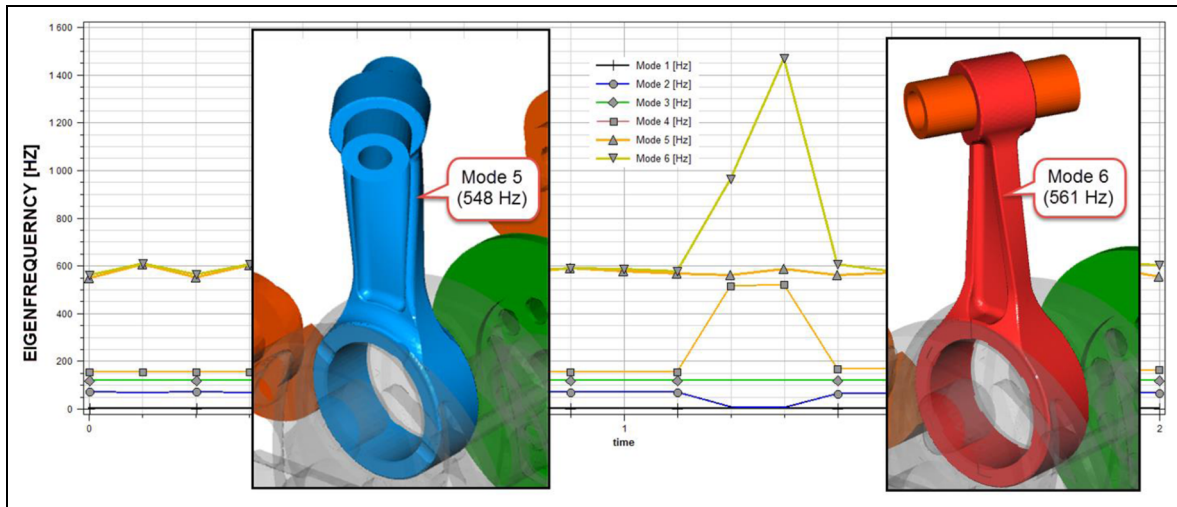 EIGENFREQUERNCY [HZ]
1 600
1 400
1 200
1 000
800
600
400
200
0
Mode 1 [Hz]
Mode 2 [Hz]
Mode 3 [Hz]
Mode 4 [Hz]
Mode 5 [Hz]
Mode 6 [Hz]
Mode 5
(548 Hz)
Mode 6
(561 Hz)
0
1
2
time